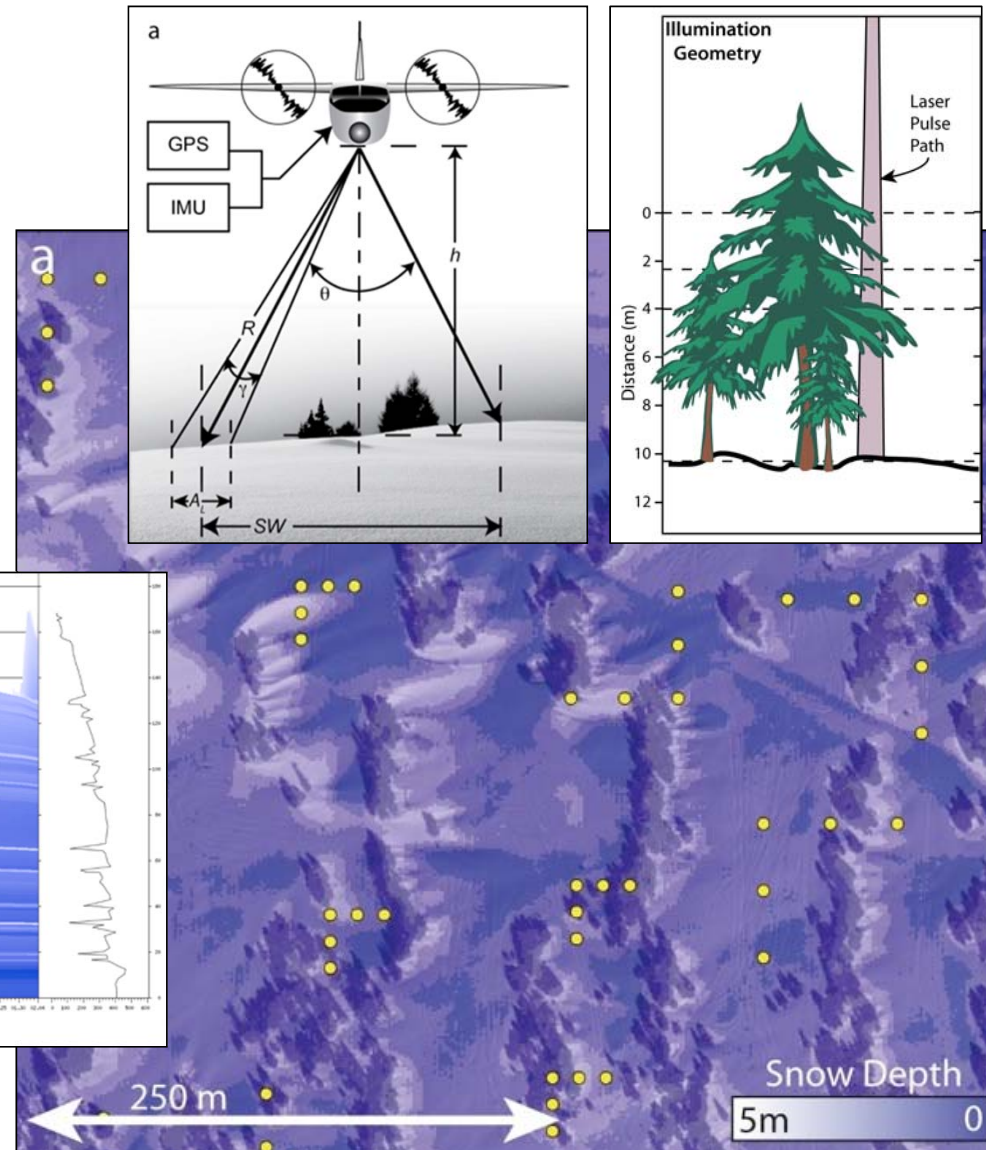 a
GPS
IMU
h
θ
R
γ
A_L
SW
Illumination
Geometry
Laser
Pulse
Path
0
2
4
6
8
10
12
Distance (m)
a
250 m
Snow Depth
5m
0